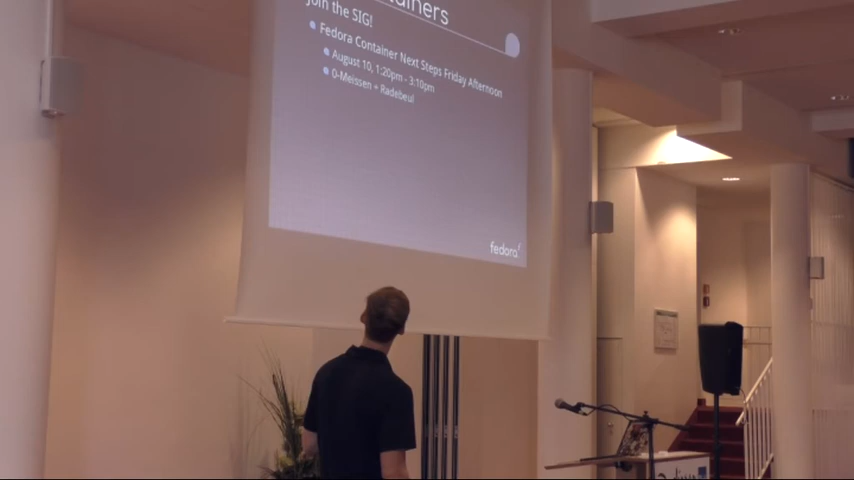 Join the SIG!
Fedora Container Next Steps Friday Afternoon
August 10, 1:20pm - 3:10pm
0-Meissen + Radebeul
fedora